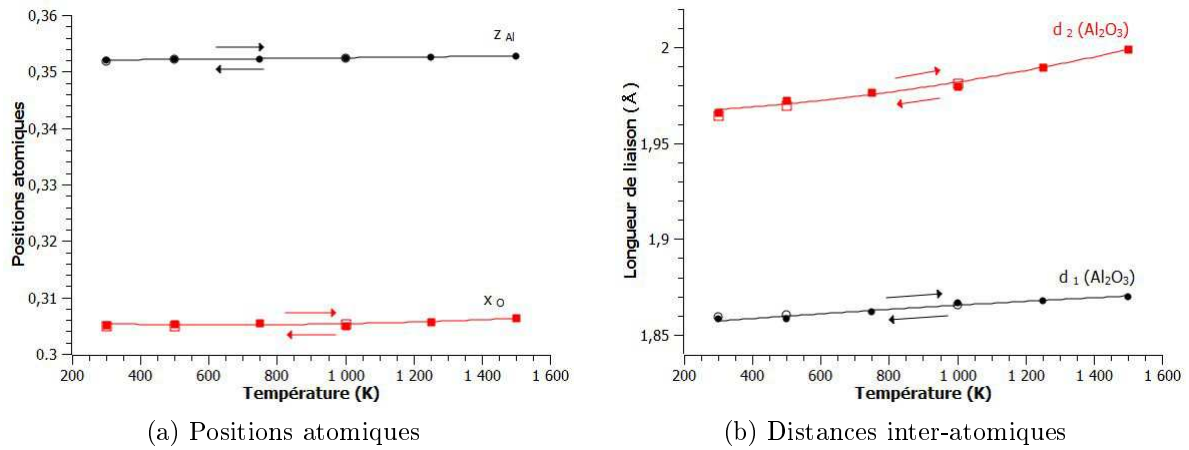 0,36
0,35
0,34
0,33
0,32
0,31
0.3
Positions atomiques
z Al
x O
200 400 600 800 1 000 1 200 1 400 1 600
Température (K)
(a) Positions atomiques
2
1,95
1,9
1,85
Longueur de liaison ( Å )
d 2 (Al2O3)
d 1 (Al2O3)
200 400 600 800 1 000 1 200 1 400 1 600
Température (K)
(b) Distances inter-atomiques